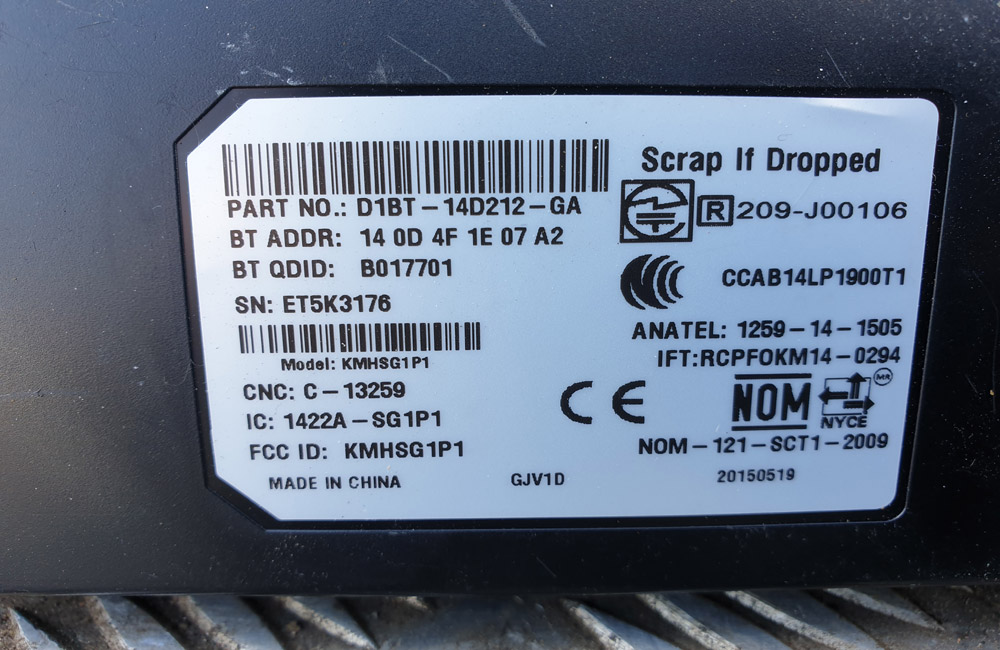 Scrap If Dropped
PART NO.: D1BT-14D212-GA
R 209-J00106
BT ADDR: 14 0D 4F 1E 07 A2
BT QDID: B017701
CCAB14LP1900T1
SN: ET5K3176
ANATEL: 1259-14-1505
IFT:RCPFOKM14-0294
Model: KMHSG1P1
CNC: C-13259
CE
NOM
NYCE
MR
IC: 1422A-SG1P1
NOM-121-SCT1-2009
FCC ID: KMHSG1P1
MADE IN CHINA
GJV1D
20150519